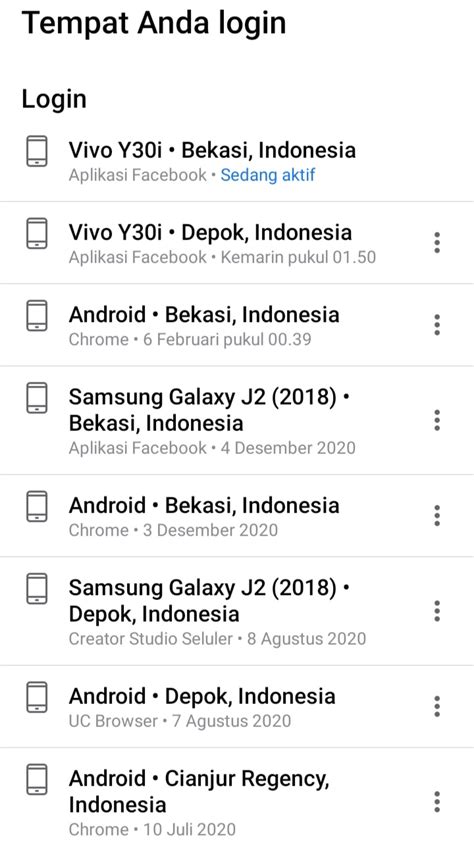 Tempat Anda login
Login
Vivo Y30i • Bekasi, Indonesia
Aplikasi Facebook • Sedang aktif
Vivo Y30i • Depok, Indonesia
Aplikasi Facebook • Kemarin pukul 01.50
Android • Bekasi, Indonesia
Chrome • 6 Februari pukul 00.39
Samsung Galaxy J2 (2018) •
Bekasi, Indonesia
Aplikasi Facebook • 4 Desember 2020
Android • Bekasi, Indonesia
Chrome • 3 Desember 2020
Samsung Galaxy J2 (2018) •
Depok, Indonesia
Creator Studio Seluler • 8 Agustus 2020
Android • Depok, Indonesia
UC Browser • 7 Agustus 2020
Android • Cianjur Regency,
Indonesia
Chrome • 10 Juli 2020